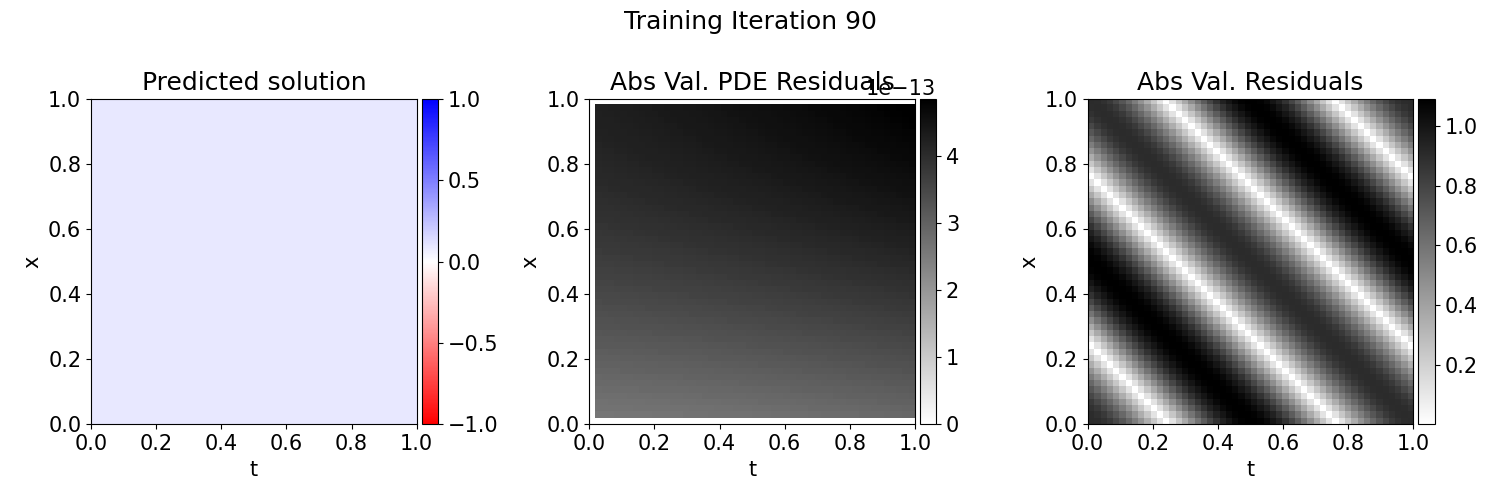 Training Iteration 90
Predicted solution
Abs Val. PDE Residuals
Abs Val. Residuals
1e−13
1.0
0.8
0.6
0.4
0.2
0.0
x
0.0 0.2 0.4 0.6 0.8 1.0
t
1.0
0.5
0.0
−0.5
−1.0
1.0
0.8
0.6
0.4
0.2
0.0
x
0.0 0.2 0.4 0.6 0.8 1.0
t
4
3
2
1
0
1.0
0.8
0.6
0.4
0.2
0.0
x
0.0 0.2 0.4 0.6 0.8 1.0
t
1.0
0.8
0.6
0.4
0.2